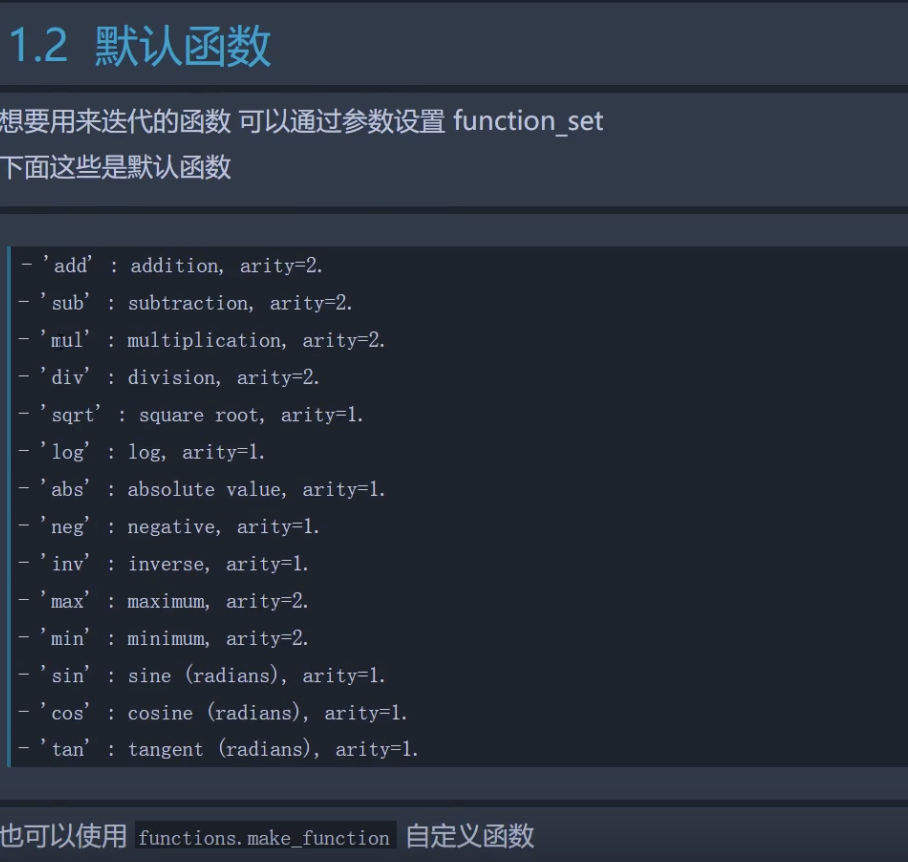 1.2 默认函数
想要用来迭代的函数 可以通过参数设置 function_set
下面这些是默认函数
- 'add' : addition, arity=2.
- 'sub' : subtraction, arity=2.
- 'mul' : multiplication, arity=2.
- 'div' : division, arity=2.
- 'sqrt' : square root, arity=1.
- 'log' : log, arity=1.
- 'abs' : absolute value, arity=1.
- 'neg' : negative, arity=1.
- 'inv' : inverse, arity=1.
- 'max' : maximum, arity=2.
- 'min' : minimum, arity=2.
- 'sin' : sine (radians), arity=1.
- 'cos' : cosine (radians), arity=1.
- 'tan' : tangent (radians), arity=1.
也可以使用 functions.make_function 自定义函数